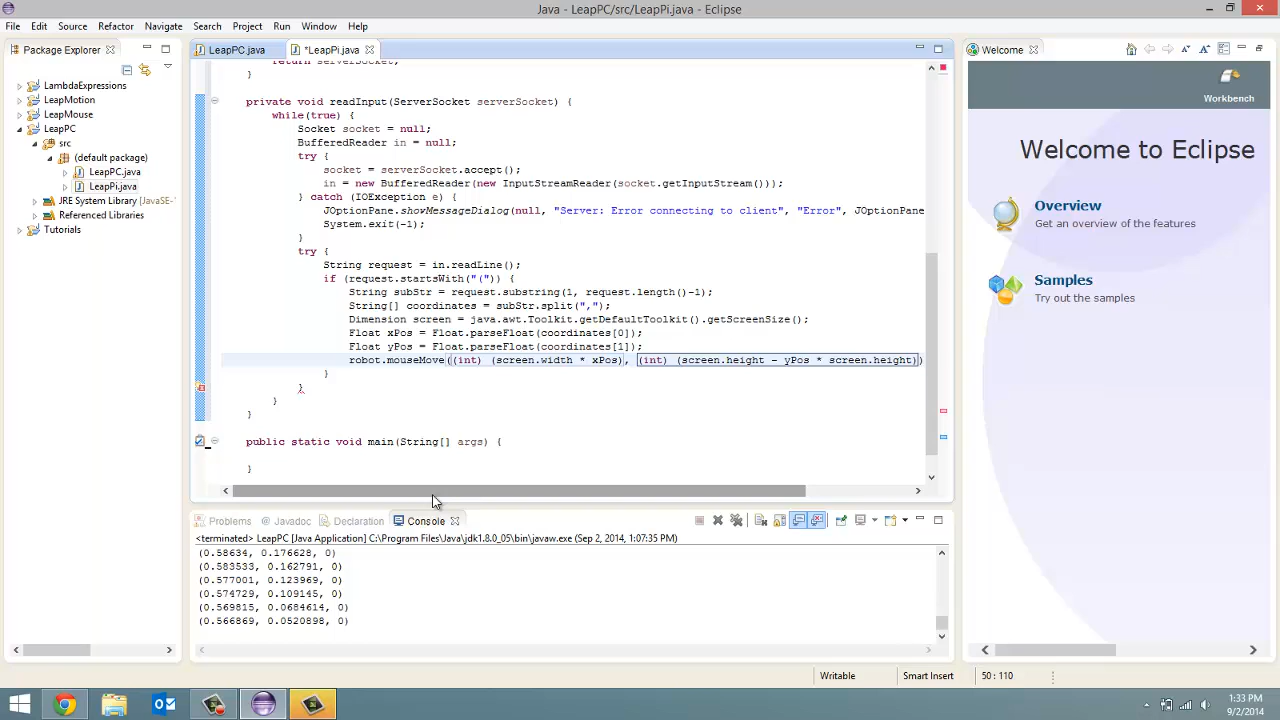 Java - LeapPC/src/LeapPi.java - Eclipse
File Edit Source Refactor Navigate Search Project Run Window Help
Package Explorer
LambdaExpressions
LeapMotion
LeapMouse
LeapPC
src
(default package)
LeapPC.java
LeapPi.java
JRE System Library [JavaSE-1
Referenced Libraries
Tutorials
LeapPC.java *LeapPi.java
return serverSocket;
}
private void readInput(ServerSocket serverSocket) {
while(true) {
Socket socket = null;
BufferedReader in = null;
try {
socket = serverSocket.accept();
in = new BufferedReader(new InputStreamReader(socket.getInputStream()));
} catch (IOException e) {
JOptionPane.showMessageDialog(null, "Server: Error connecting to client", "Error", JOptionPane
System.exit(-1);
}
try {
String request = in.readLine();
if (request.startsWith("(")) {
String subStr = request.substring(1, request.length()-1);
String[] coordinates = subStr.split(",");
Dimension screen = java.awt.Toolkit.getDefaultToolkit().getScreenSize();
Float xPos = Float.parseFloat(coordinates[0]);
Float yPos = Float.parseFloat(coordinates[1]);
robot.mouseMove((int) (screen.width * xPos), (int) (screen.height - yPos * screen.height))
}
}
}
}
public static void main(String[] args) {
}
Problem Javadoc Declaration Console
<terminated> LeapPC [Java Application] C:\Program Files\Java\jdk1.8.0_05\bin\javaw.exe (Sep 2, 2014, 1:07:35 PM)
(0.58634, 0.176628, 0)
(0.583533, 0.162791, 0)
(0.577001, 0.123969, 0)
(0.574729, 0.109145, 0)
(0.569815, 0.0684614, 0)
(0.566869, 0.0520898, 0)
Welcome
Workbench
Welcome to Eclipse
Overview
Get an overview of the features
Samples
Try out the samples
Writable Smart Insert 50 : 110
1:33 PM
9/2/2014